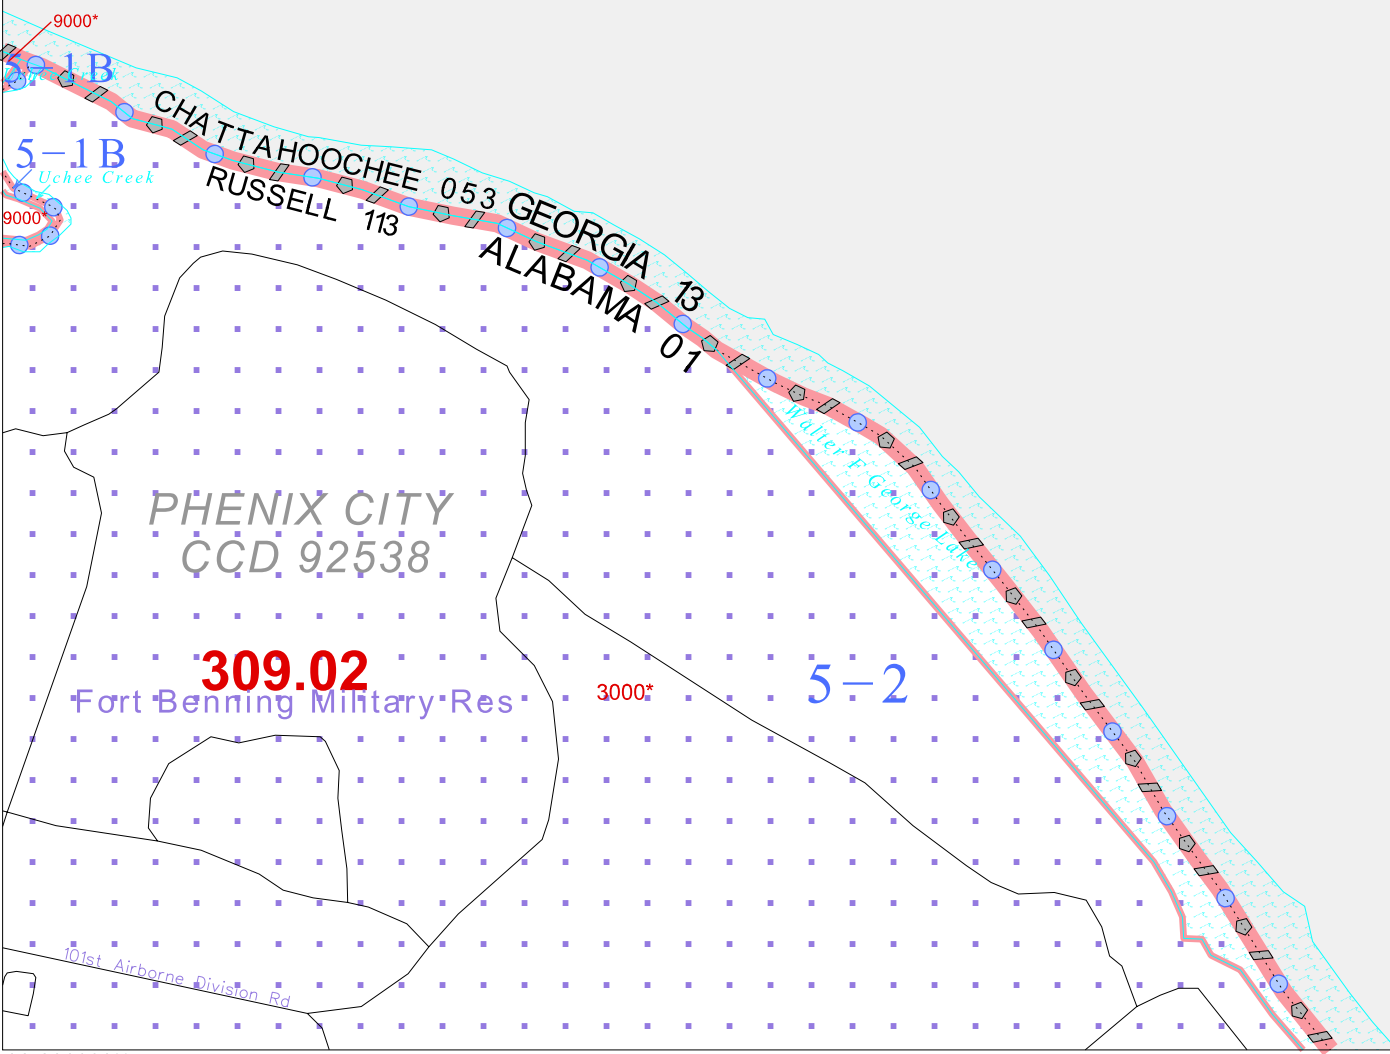 9000*
5-1B
5-1B
Uchee Creek
9000*
CHATTAHOOCHEE 053
RUSSELL 113
GEORGIA 13
ALABAMA 01
Walter F George Lake
PHENIX CITY
CCD 92538
309.02
Fort Benning Military Res
3000*
5-2
101st Airborne Division Rd